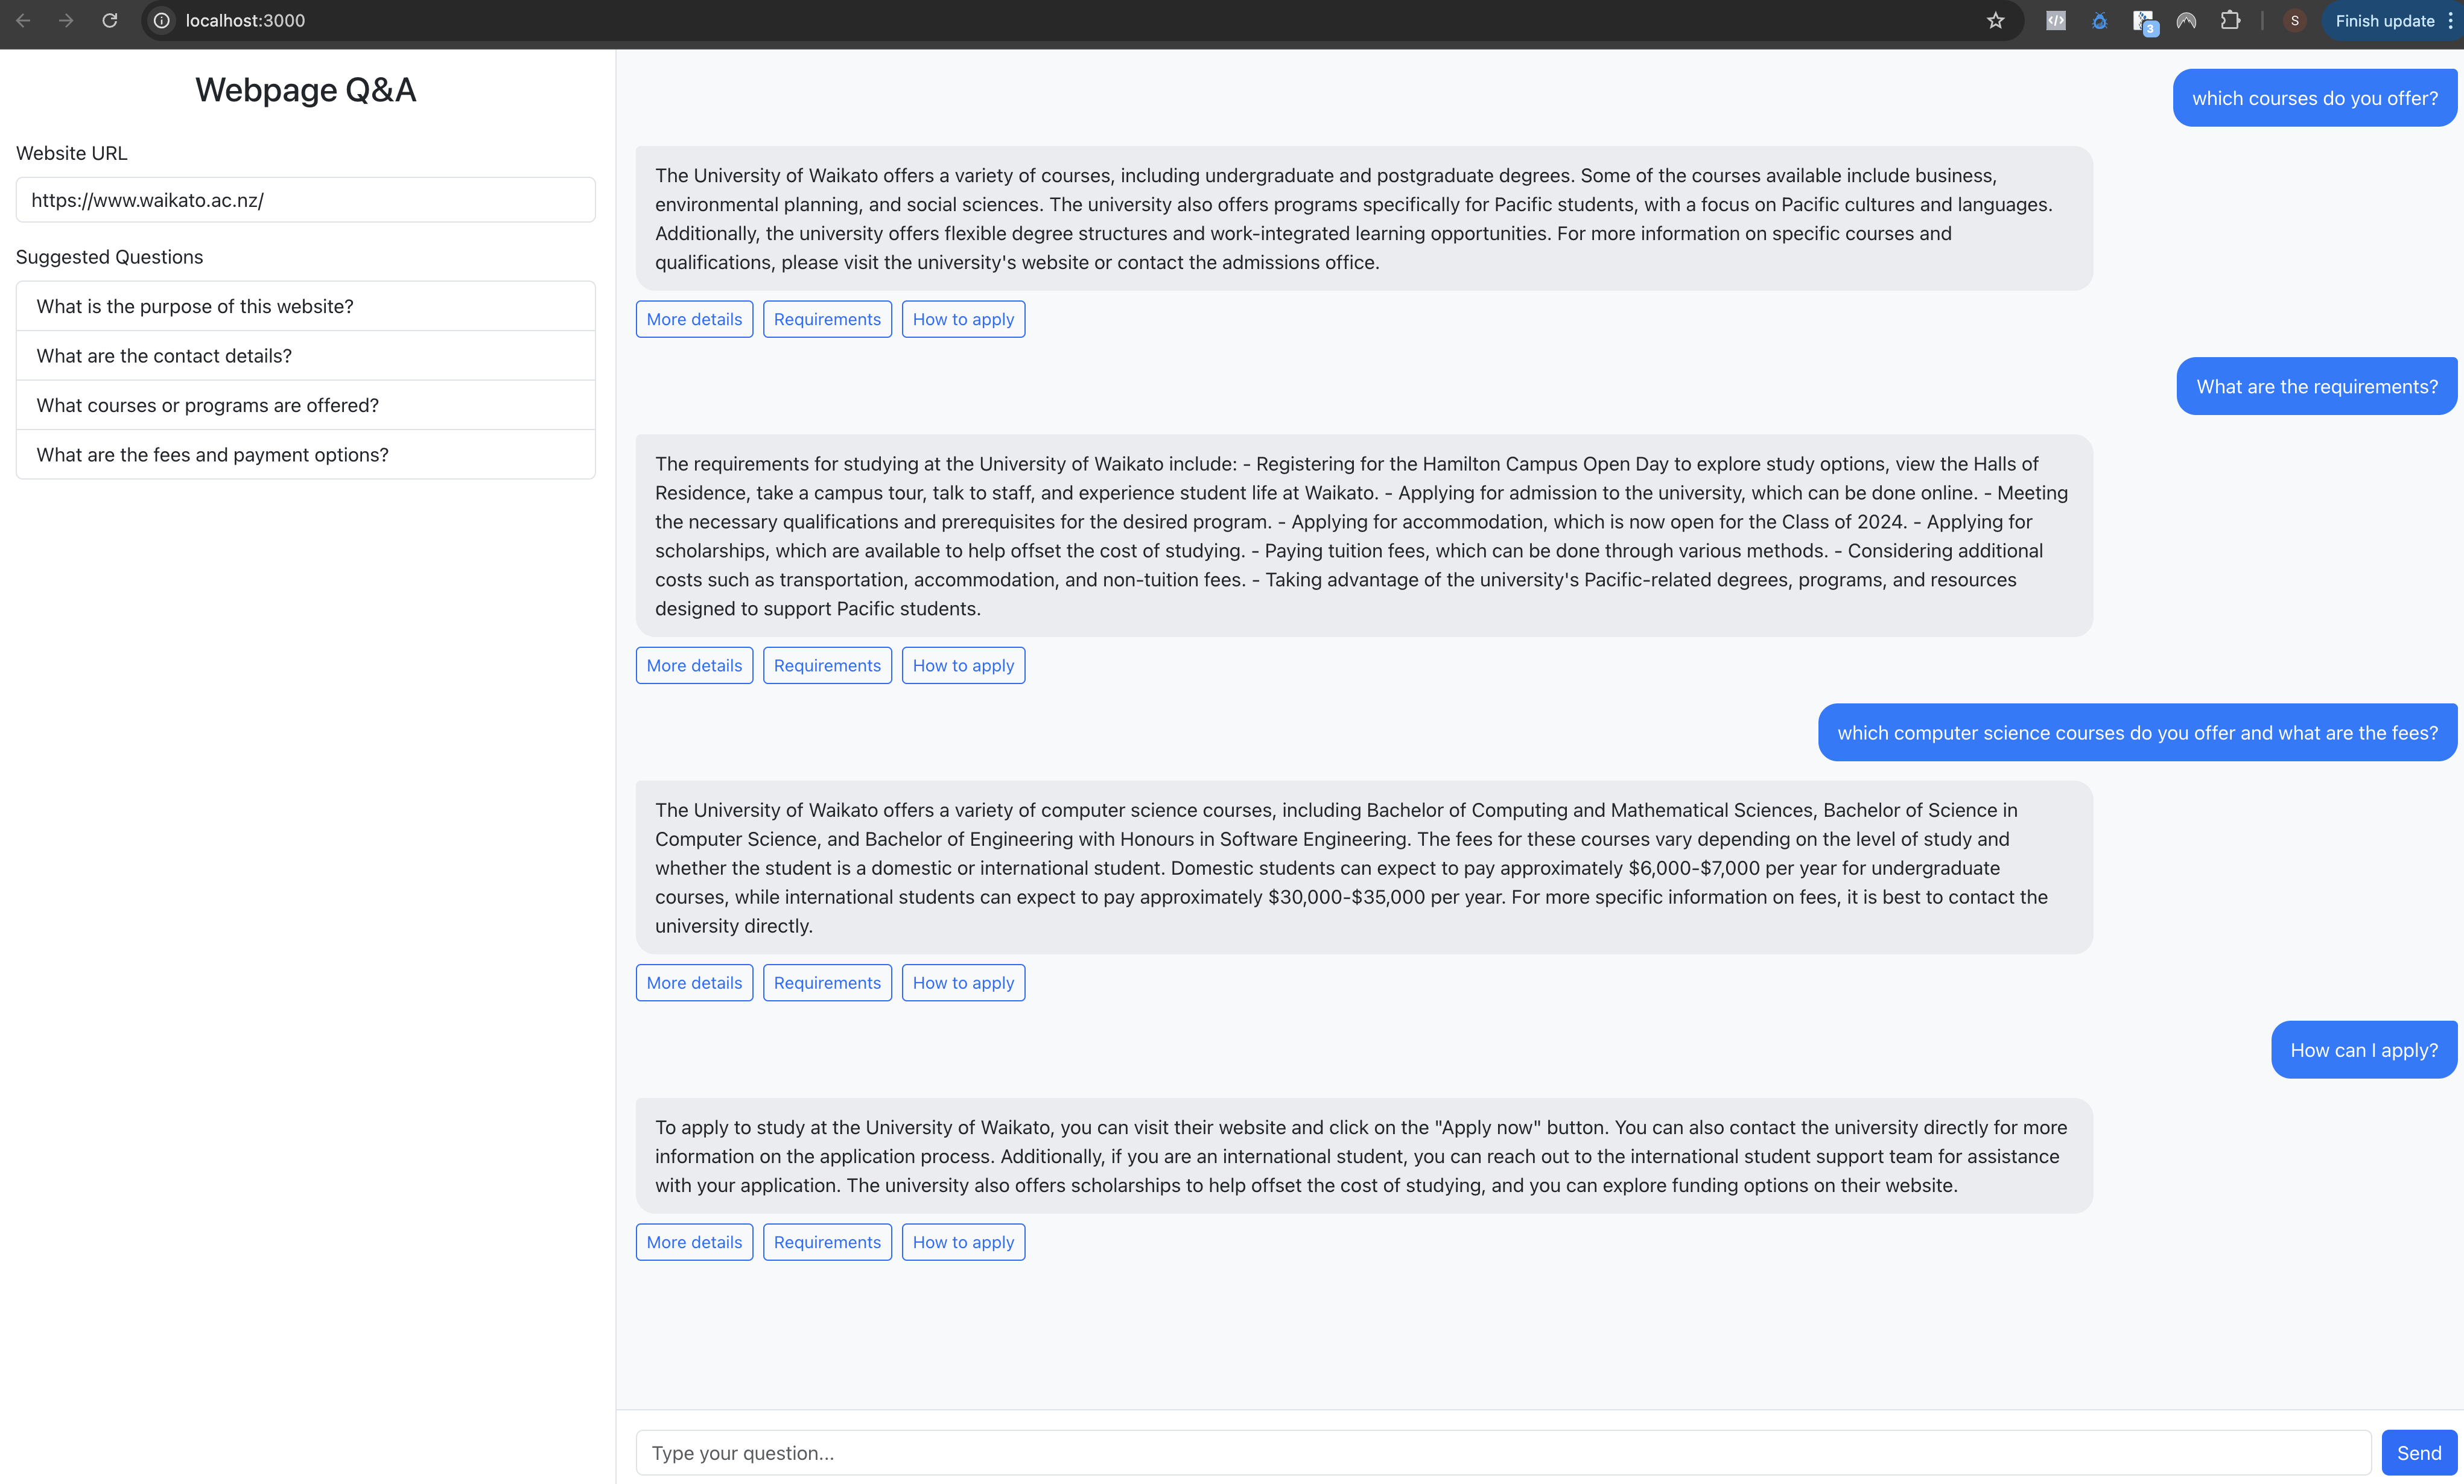 localhost:3000
S
Finish update
3
Webpage Q&A
Website URL
https://www.waikato.ac.nz/
Suggested Questions
What is the purpose of this website?
What are the contact details?
What courses or programs are offered?
What are the fees and payment options?
which courses do you offer?
The University of Waikato offers a variety of courses, including undergraduate and postgraduate degrees. Some of the courses available include business,
environmental planning, and social sciences. The university also offers programs specifically for Pacific students, with a focus on Pacific cultures and languages.
Additionally, the university offers flexible degree structures and work-integrated learning opportunities. For more information on specific courses and
qualifications, please visit the university's website or contact the admissions office.
More details Requirements How to apply
What are the requirements?
The requirements for studying at the University of Waikato include: - Registering for the Hamilton Campus Open Day to explore study options, view the Halls of
Residence, take a campus tour, talk to staff, and experience student life at Waikato. - Applying for admission to the university, which can be done online. - Meeting
the necessary qualifications and prerequisites for the desired program. - Applying for accommodation, which is now open for the Class of 2024. - Applying for
scholarships, which are available to help offset the cost of studying. - Paying tuition fees, which can be done through various methods. - Considering additional
costs such as transportation, accommodation, and non-tuition fees. - Taking advantage of the university's Pacific-related degrees, programs, and resources
designed to support Pacific students.
More details Requirements How to apply
which computer science courses do you offer and what are the fees?
The University of Waikato offers a variety of computer science courses, including Bachelor of Computing and Mathematical Sciences, Bachelor of Science in
Computer Science, and Bachelor of Engineering with Honours in Software Engineering. The fees for these courses vary depending on the level of study and
whether the student is a domestic or international student. Domestic students can expect to pay approximately $6,000-$7,000 per year for undergraduate
courses, while international students can expect to pay approximately $30,000-$35,000 per year. For more specific information on fees, it is best to contact the
university directly.
More details Requirements How to apply
How can I apply?
To apply to study at the University of Waikato, you can visit their website and click on the "Apply now" button. You can also contact the university directly for more
information on the application process. Additionally, if you are an international student, you can reach out to the international student support team for assistance
with your application. The university also offers scholarships to help offset the cost of studying, and you can explore funding options on their website.
More details Requirements How to apply
Type your question...
Send